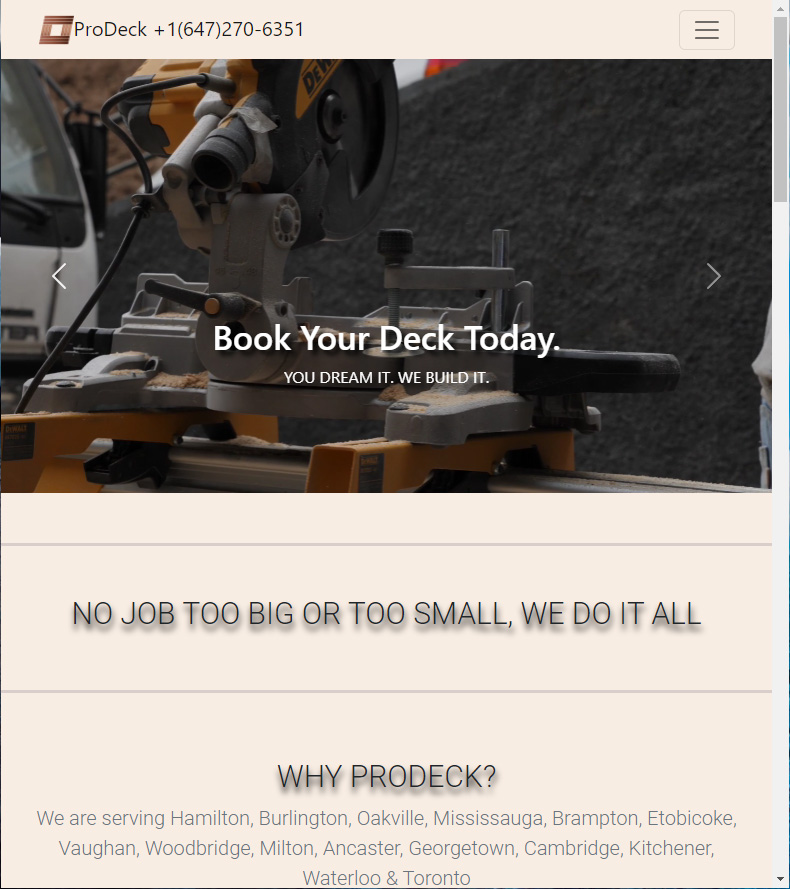 ProDeck +1(647)270-6351
DEWALT
Book Your Deck Today.
YOU DREAM IT. WE BUILD IT.
DEWALT
NO JOB TOO BIG OR TOO SMALL, WE DO IT ALL
WHY PRODECK?
We are serving Hamilton, Burlington, Oakville, Mississauga, Brampton, Etobicoke,
Vaughan, Woodbridge, Milton, Ancaster, Georgetown, Cambridge, Kitchener,
Waterloo & Toronto